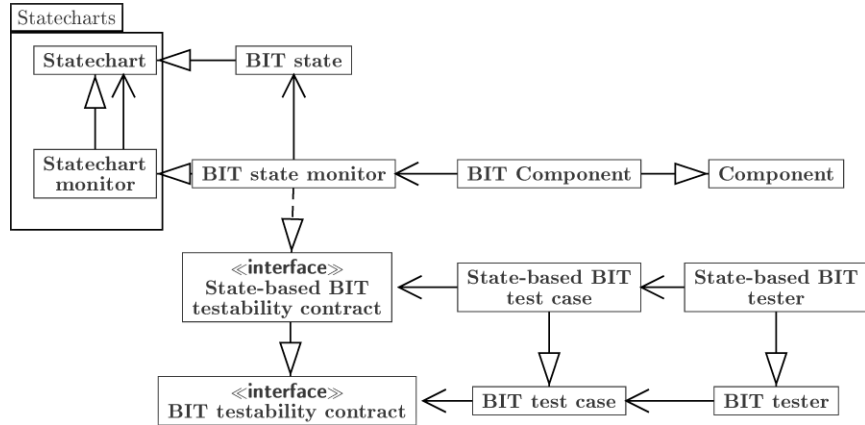 Statecharts
Statechart
BIT state
Statechart
monitor
BIT state monitor
BIT Component
Component
≪interface≫
State-based BIT
testability contract
State-based BIT
test case
State-based BIT
tester
≪interface≫
BIT testability contract
BIT test case
BIT tester